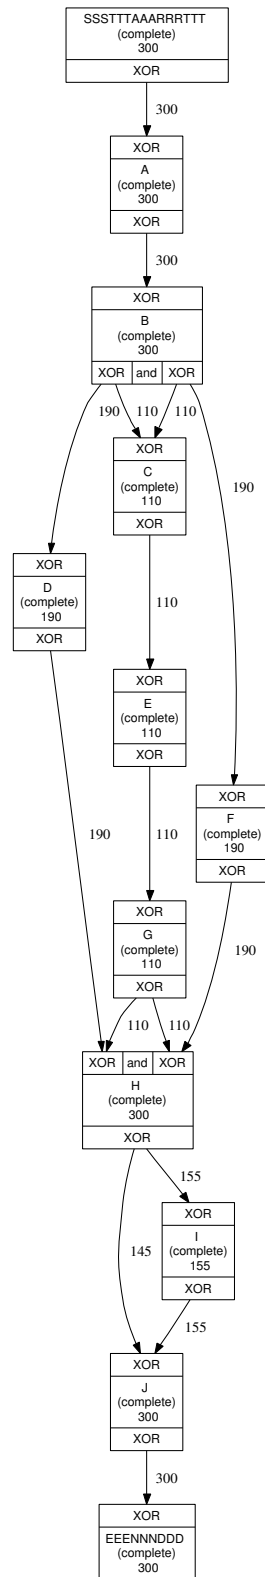 SSSTTTAAARRRTTT
(complete)
300
XOR
300
XOR
A
(complete)
300
XOR
300
XOR
B
(complete)
300
XOR and XOR
190 110 110
190
XOR
C
(complete)
110
XOR
XOR
D
(complete)
190
XOR
110
XOR
E
(complete)
110
XOR
XOR
F
(complete)
190
XOR
190
110
XOR
G
(complete)
110
XOR
190
110 110
XOR and XOR
H
(complete)
300
XOR
155
145
XOR
I
(complete)
155
XOR
155
XOR
J
(complete)
300
XOR
300
XOR
EEENNNDDD
(complete)
300